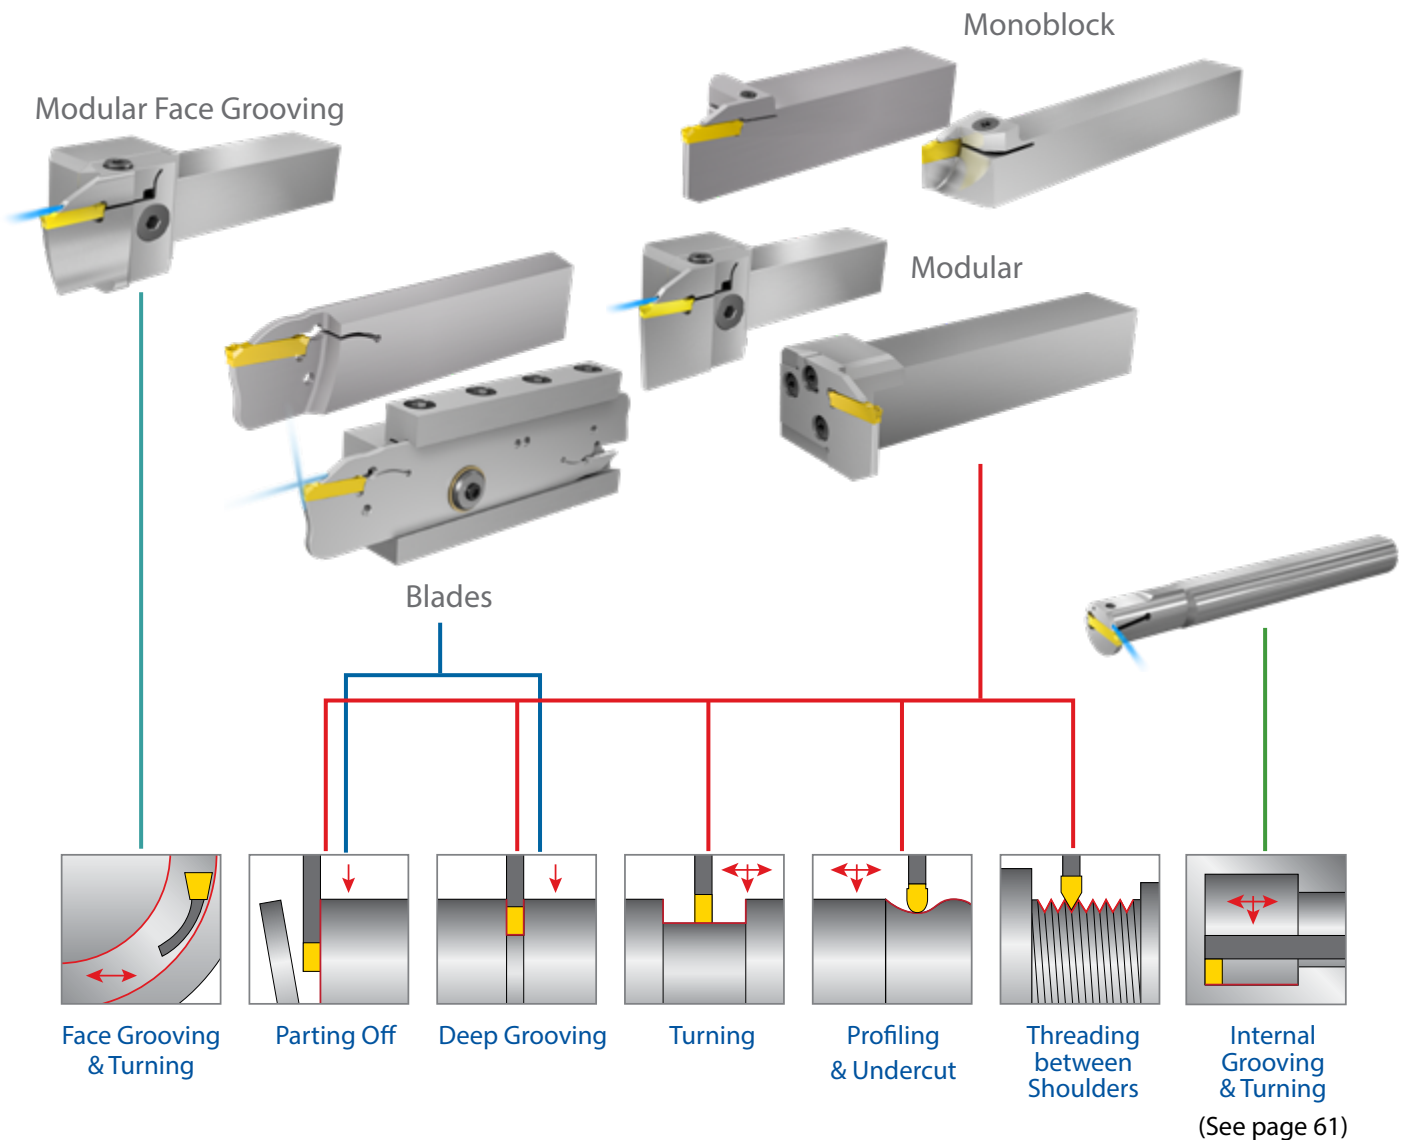 Monoblock
Modular Face Grooving
Modular
Blades
Face Grooving
& Turning
Parting Off
Deep Grooving
Turning
Profiling
& Undercut
Threading
between
Shoulders
Internal
Grooving
& Turning
(See page 61)